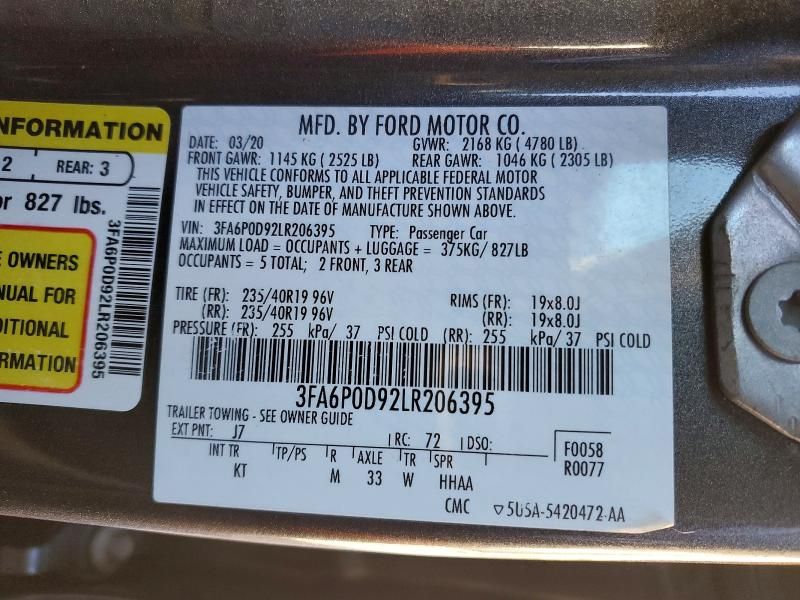 NFORMATION
2 REAR: 3
or 827 lbs.
E OWNERS
NUAL FOR
DITIONAL
ORMATION
3FA6P0D92LR206395
MFD. BY FORD MOTOR CO.
DATE: 03/20 GVWR: 2168 KG (4780 LB)
FRONT GAWR: 1145 KG (2525 LB) REAR GAWR: 1046 KG (2305 LB)
THIS VEHICLE CONFORMS TO ALL APPLICABLE FEDERAL MOTOR
VEHICLE SAFETY, BUMPER, AND THEFT PREVENTION STANDARDS
IN EFFECT ON THE DATE OF MANUFACTURE SHOWN ABOVE.
VIN: 3FA6P0D92LR206395 TYPE: Passenger Car
MAXIMUM LOAD = OCCUPANTS + LUGGAGE = 375KG/ 827LB
OCCUPANTS = 5 TOTAL; 2 FRONT, 3 REAR
TIRE (FR): 235/40R19 96V RIMS (FR): 19x8.0J
(RR): 235/40R19 96V (RR): 19x8.0J
PRESSURE (FR): 255 kPa/ 37 PSI COLD (RR): 255 kPa/ 37 PSI COLD
3FA6P0D92LR206395
TRAILER TOWING - SEE OWNER GUIDE
EXT PNT: J7 RC: 72 DSO: F0058
INT TR TP/PS R AXLE TR SPR R0077
KT M 33 W HHAA
CMC ▽5U5A-5420472-AA